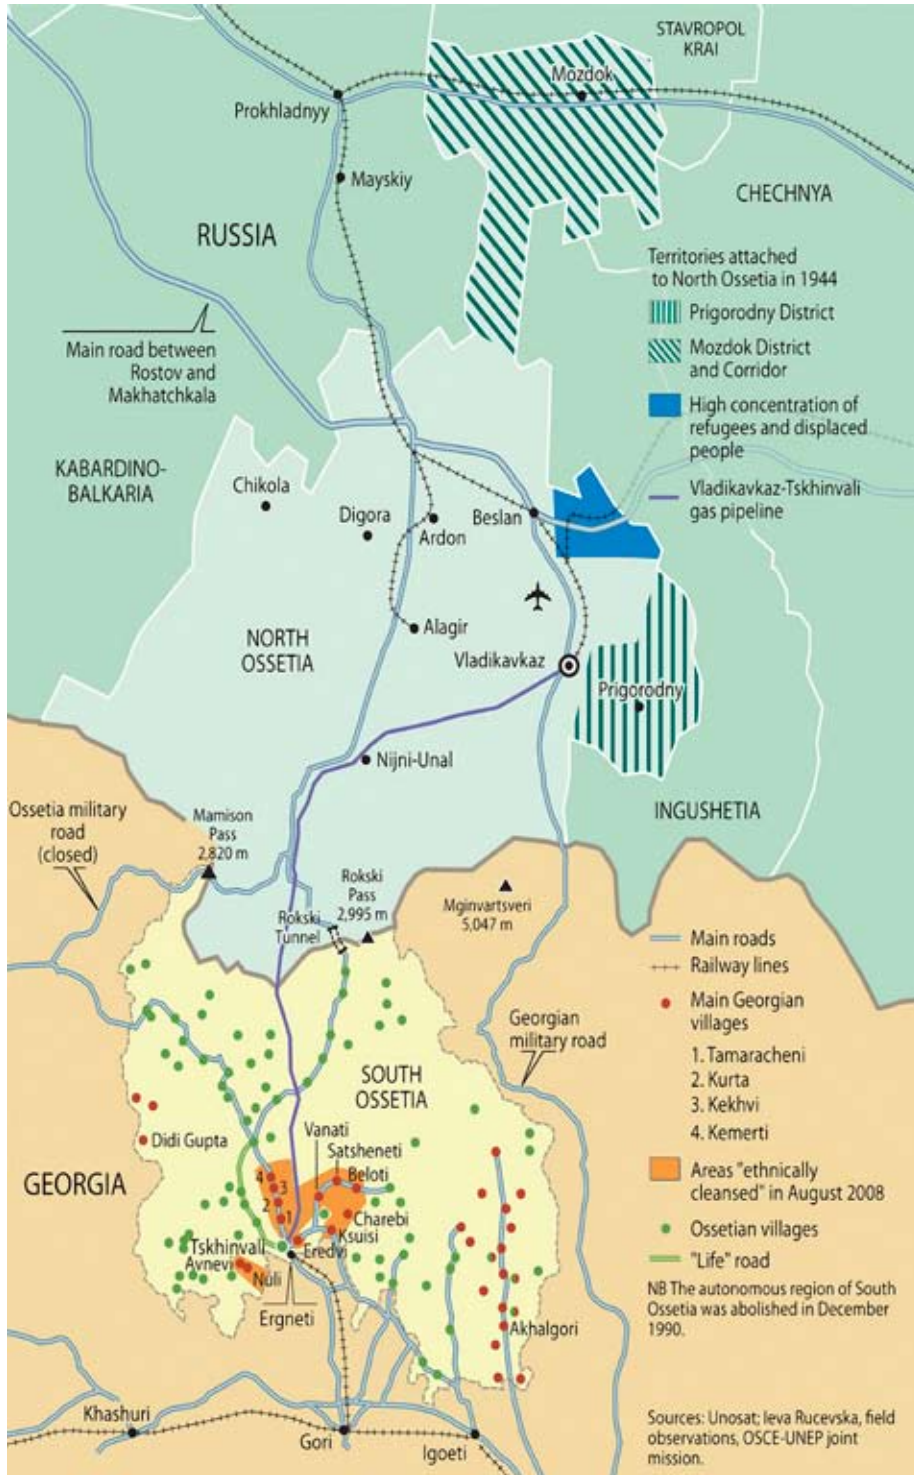 STAVROPOL
KRAI
Mozdok
Prokhladnyy
Mayskiy
CHECHNYA
RUSSIA
Territories attached
to North Ossetia in 1944
Prigorodny District
Mozdok District
and Corridor
High concentration of
refugees and displaced
people
Vladikavkaz-Tskhinvali
gas pipeline
Main road between
Rostov and
Makhatchkala
KABARDINO-
BALKARIA
Chikola
Digora
Ardon
Beslan
Alagir
NORTH
OSSETIA
Vladikavkaz
Prigorodny
Nijni-Unal
INGUSHETIA
Ossetia military
road
(closed)
Mamison
Pass
2,820 m
Rokski
Pass
2,995 m
Rokski
Tunnel
Mginvartsveri
5,047 m
Main roads
Railway lines
Main Georgian
villages
1. Tamaracheni
2. Kurta
3. Kekhvi
4. Kemerti
Areas "ethnically
cleansed" in August 2008
Ossetian villages
"Life" road
NB The autonomous region of South
Ossetia was abolished in December
1990.
Georgian
military road
SOUTH
OSSETIA
Didi Gupta
Vanati
Satsheneti
Beloti
GEORGIA
4
3
2
1
Charebi
Ksuisi
Eredvi
Tskhinvali
Avnevi
Nuli
Ergneti
Akhalgori
Khashuri
Gori
Igoeti
Sources: Unosat; Ieva Rucevska, field
observations, OSCE-UNEP joint
mission.